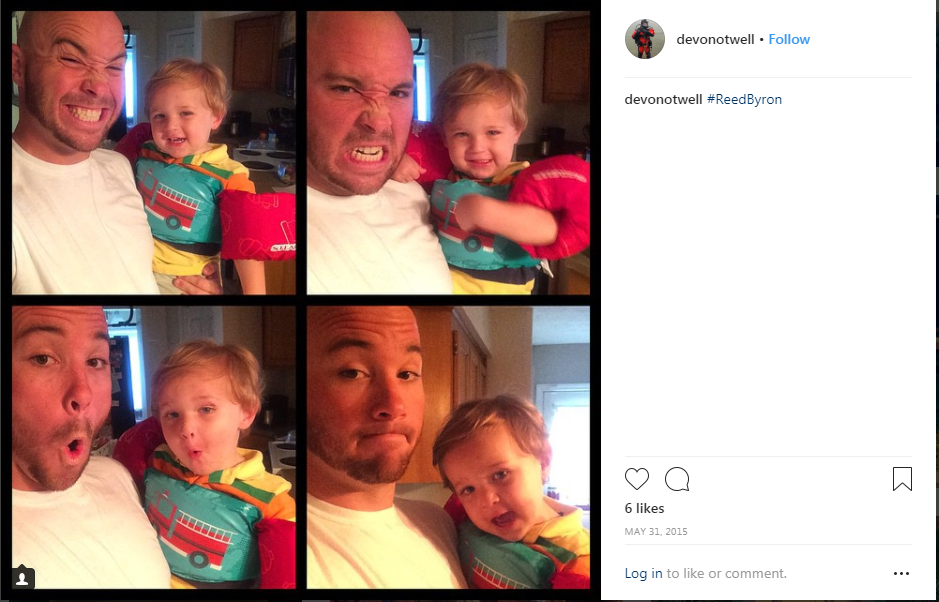 devonotwell • Follow
devonotwell #ReedByron
6 likes
MAY 31, 2015
Log in to like or comment.